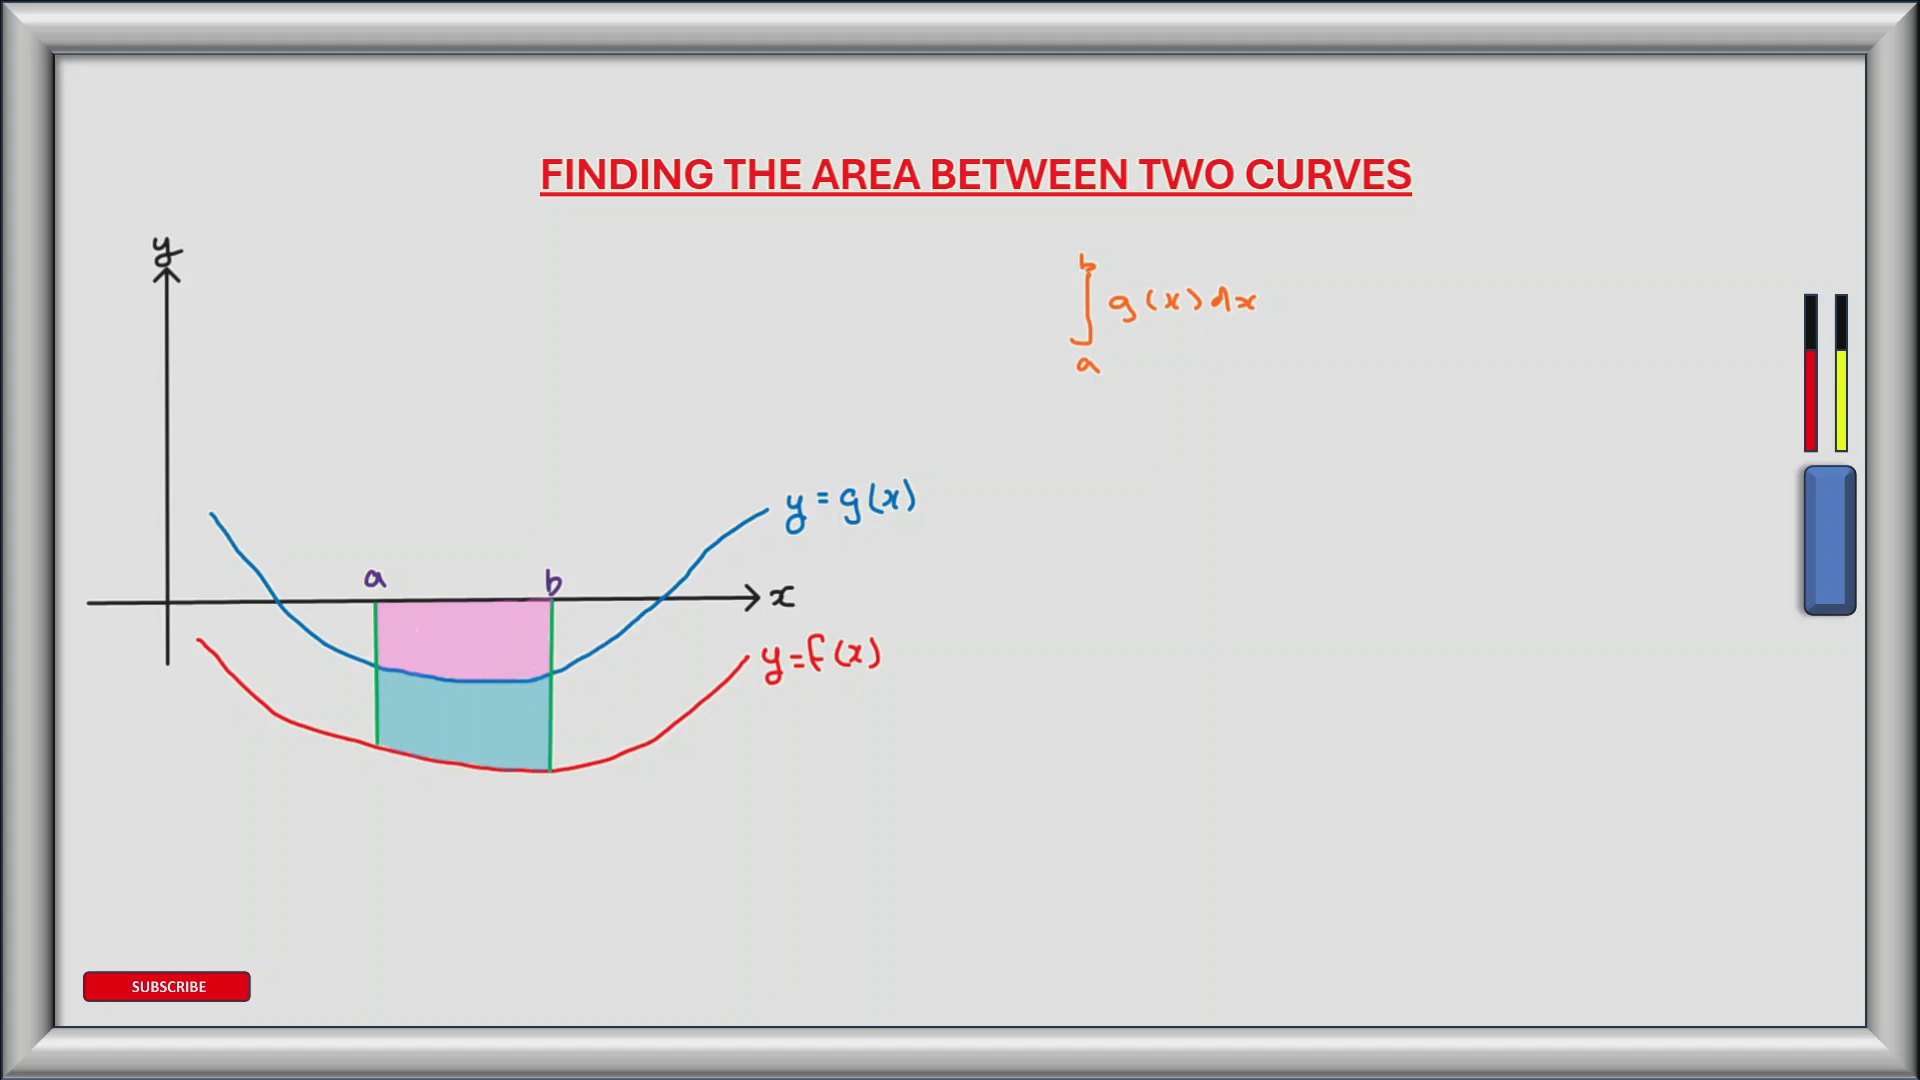 FINDING THE AREA BETWEEN TWO CURVES
y
b
∫ g(x) dx
a
y = g(x)
a b
x
y = f(x)
SUBSCRIBE